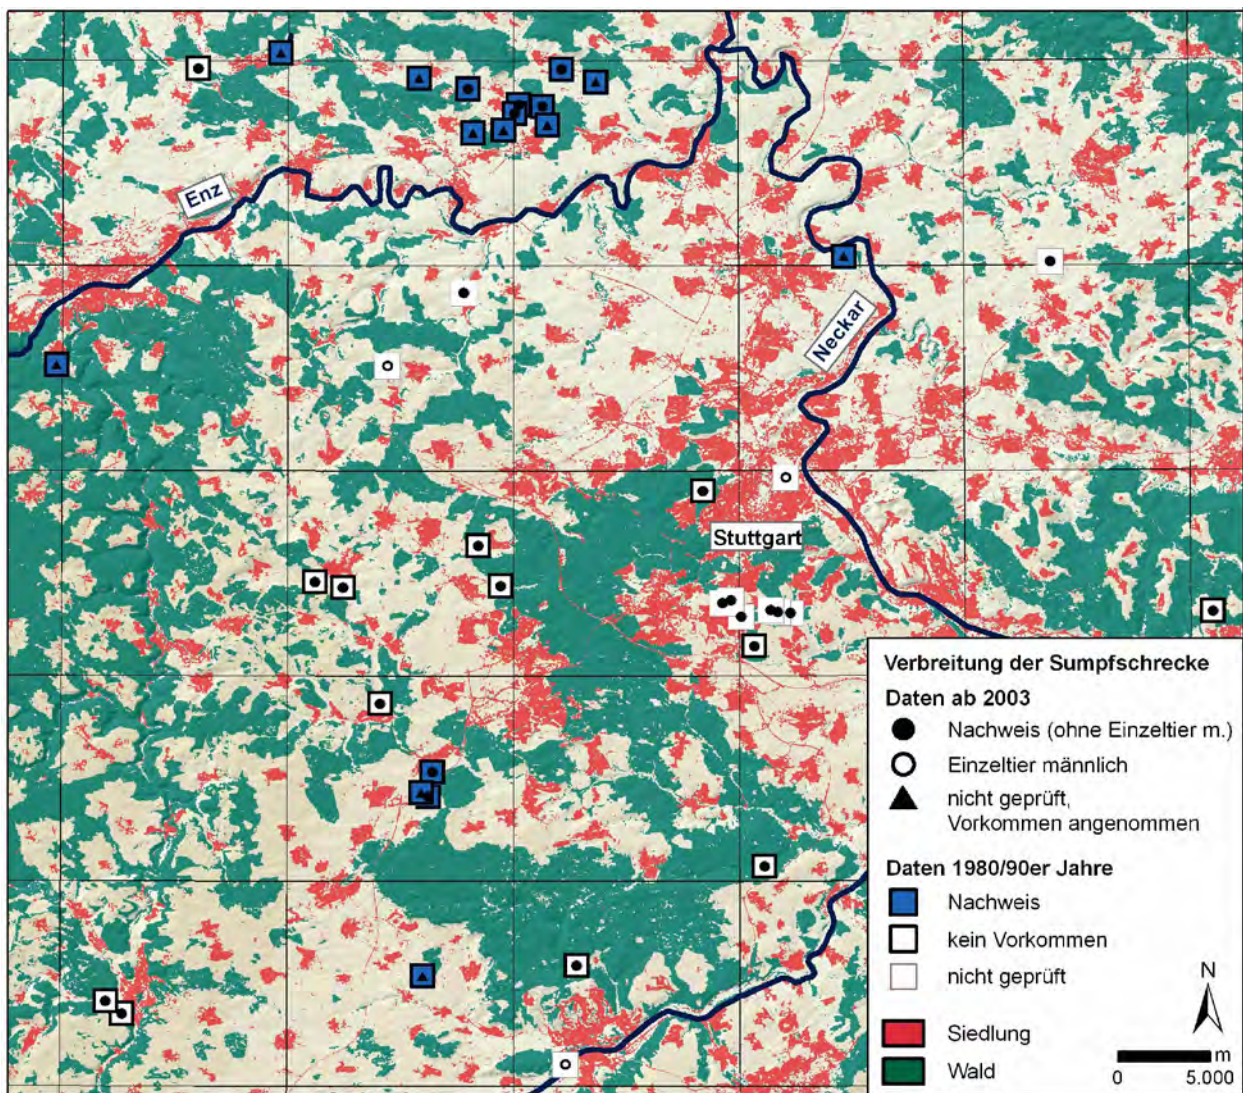 Enz
Neckar
Stuttgart
Verbreitung der Sumpfschrecke
Daten ab 2003
Nachweis (ohne Einzeltier m.)
Einzeltier männlich
nicht geprüft,
Vorkommen angenommen
Daten 1980/90er Jahre
Nachweis
kein Vorkommen
nicht geprüft
Siedlung
Wald
N
m
0 5.000